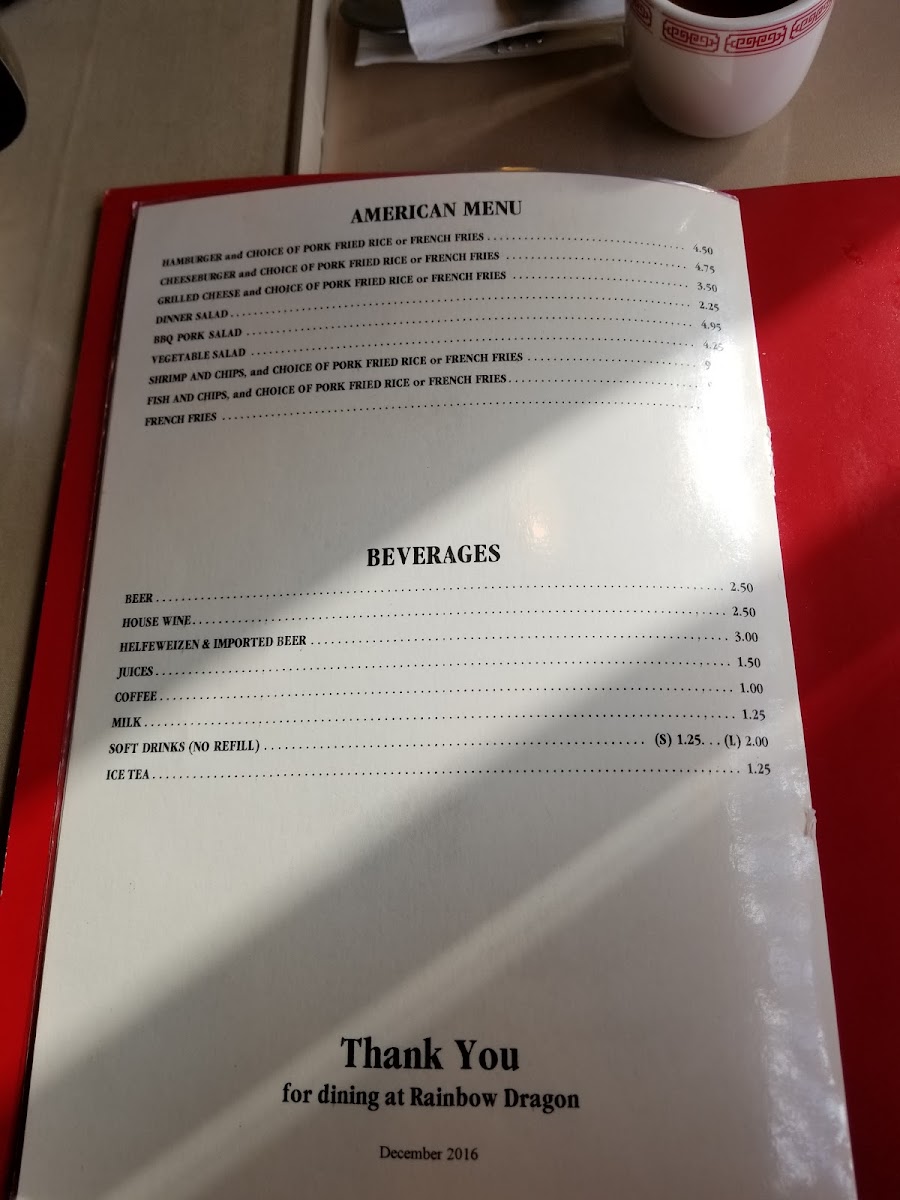 AMERICAN MENU
HAMBURGER and CHOICE OF PORK FRIED RICE or FRENCH FRIES 4.50
CHEESEBURGER and CHOICE OF PORK FRIED RICE or FRENCH FRIES 4.75
GRILLED CHEESE and CHOICE OF PORK FRIED RICE or FRENCH FRIES 3.50
DINNER SALAD 2.25
BBQ PORK SALAD 4.95
VEGETABLE SALAD 4.25
SHRIMP AND CHIPS, and CHOICE OF PORK FRIED RICE or FRENCH FRIES
FISH AND CHIPS, and CHOICE OF PORK FRIED RICE or FRENCH FRIES
FRENCH FRIES
BEVERAGES
BEER 2.50
HOUSE WINE 2.50
HELFEWEIZEN & IMPORTED BEER 3.00
JUICES 1.50
COFFEE 1.00
MILK 1.25
SOFT DRINKS (NO REFILL) (S) 1.25. . . (L) 2.00
ICE TEA 1.25
Thank You
for dining at Rainbow Dragon
December 2016